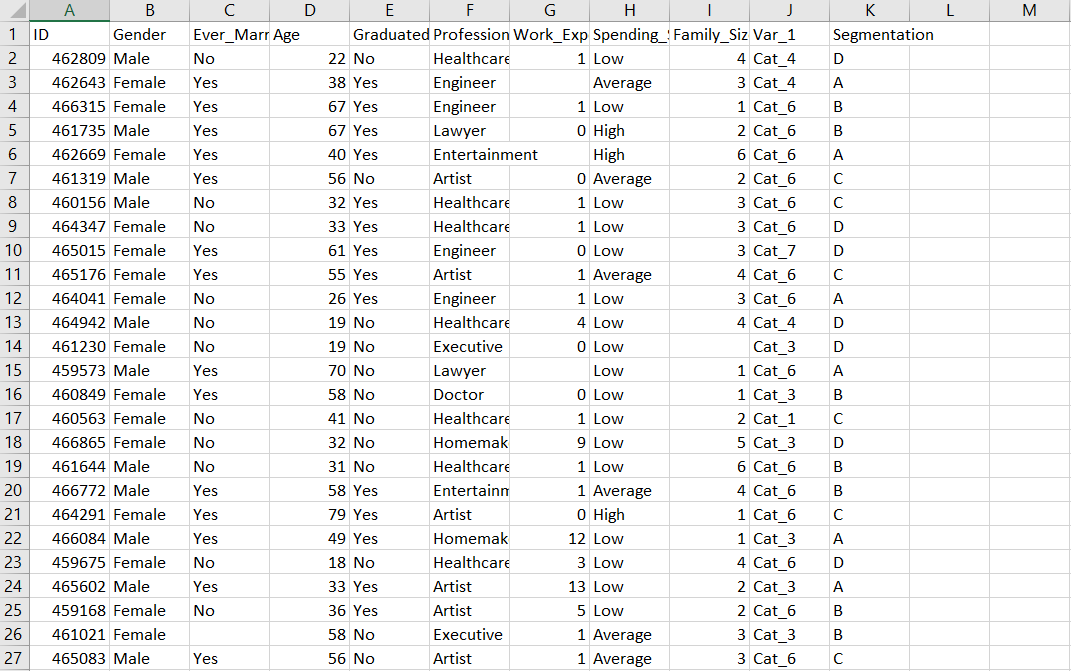 A B C D E F G H I J K L M
1 ID Gender Ever_Marr Age Graduated Profession Work_Exp Spending_S Family_Siz Var_1 Segmentation
2 462809 Male No 22 No Healthcare 1 Low 4 Cat_4 D
3 462643 Female Yes 38 Yes Engineer Average 3 Cat_4 A
4 466315 Female Yes 67 Yes Engineer 1 Low 1 Cat_6 B
5 461735 Male Yes 67 Yes Lawyer 0 High 2 Cat_6 B
6 462669 Female Yes 40 Yes Entertainment High 6 Cat_6 A
7 461319 Male Yes 56 No Artist 0 Average 2 Cat_6 C
8 460156 Male No 32 Yes Healthcare 1 Low 3 Cat_6 C
9 464347 Female No 33 Yes Healthcare 1 Low 3 Cat_6 D
10 465015 Female Yes 61 Yes Engineer 0 Low 3 Cat_7 D
11 465176 Female Yes 55 Yes Artist 1 Average 4 Cat_6 C
12 464041 Female No 26 Yes Engineer 1 Low 3 Cat_6 A
13 464942 Male No 19 No Healthcare 4 Low 4 Cat_4 D
14 461230 Female No 19 No Executive 0 Low Cat_3 D
15 459573 Male Yes 70 No Lawyer Low 1 Cat_6 A
16 460849 Female Yes 58 No Doctor 0 Low 1 Cat_3 B
17 460563 Female No 41 No Healthcare 1 Low 2 Cat_1 C
18 466865 Female No 32 No Homemak 9 Low 5 Cat_3 D
19 461644 Male No 31 No Healthcare 1 Low 6 Cat_6 B
20 466772 Male Yes 58 Yes Entertainm 1 Average 4 Cat_6 B
21 464291 Female Yes 79 Yes Artist 0 High 1 Cat_6 C
22 466084 Male Yes 49 Yes Homemak 12 Low 1 Cat_3 A
23 459675 Female No 18 No Healthcare 3 Low 4 Cat_6 D
24 465602 Male Yes 33 Yes Artist 13 Low 2 Cat_3 A
25 459168 Female No 36 Yes Artist 5 Low 2 Cat_6 B
26 461021 Female 58 No Executive 1 Average 3 Cat_3 B
27 465083 Male Yes 56 No Artist 1 Average 3 Cat_6 C